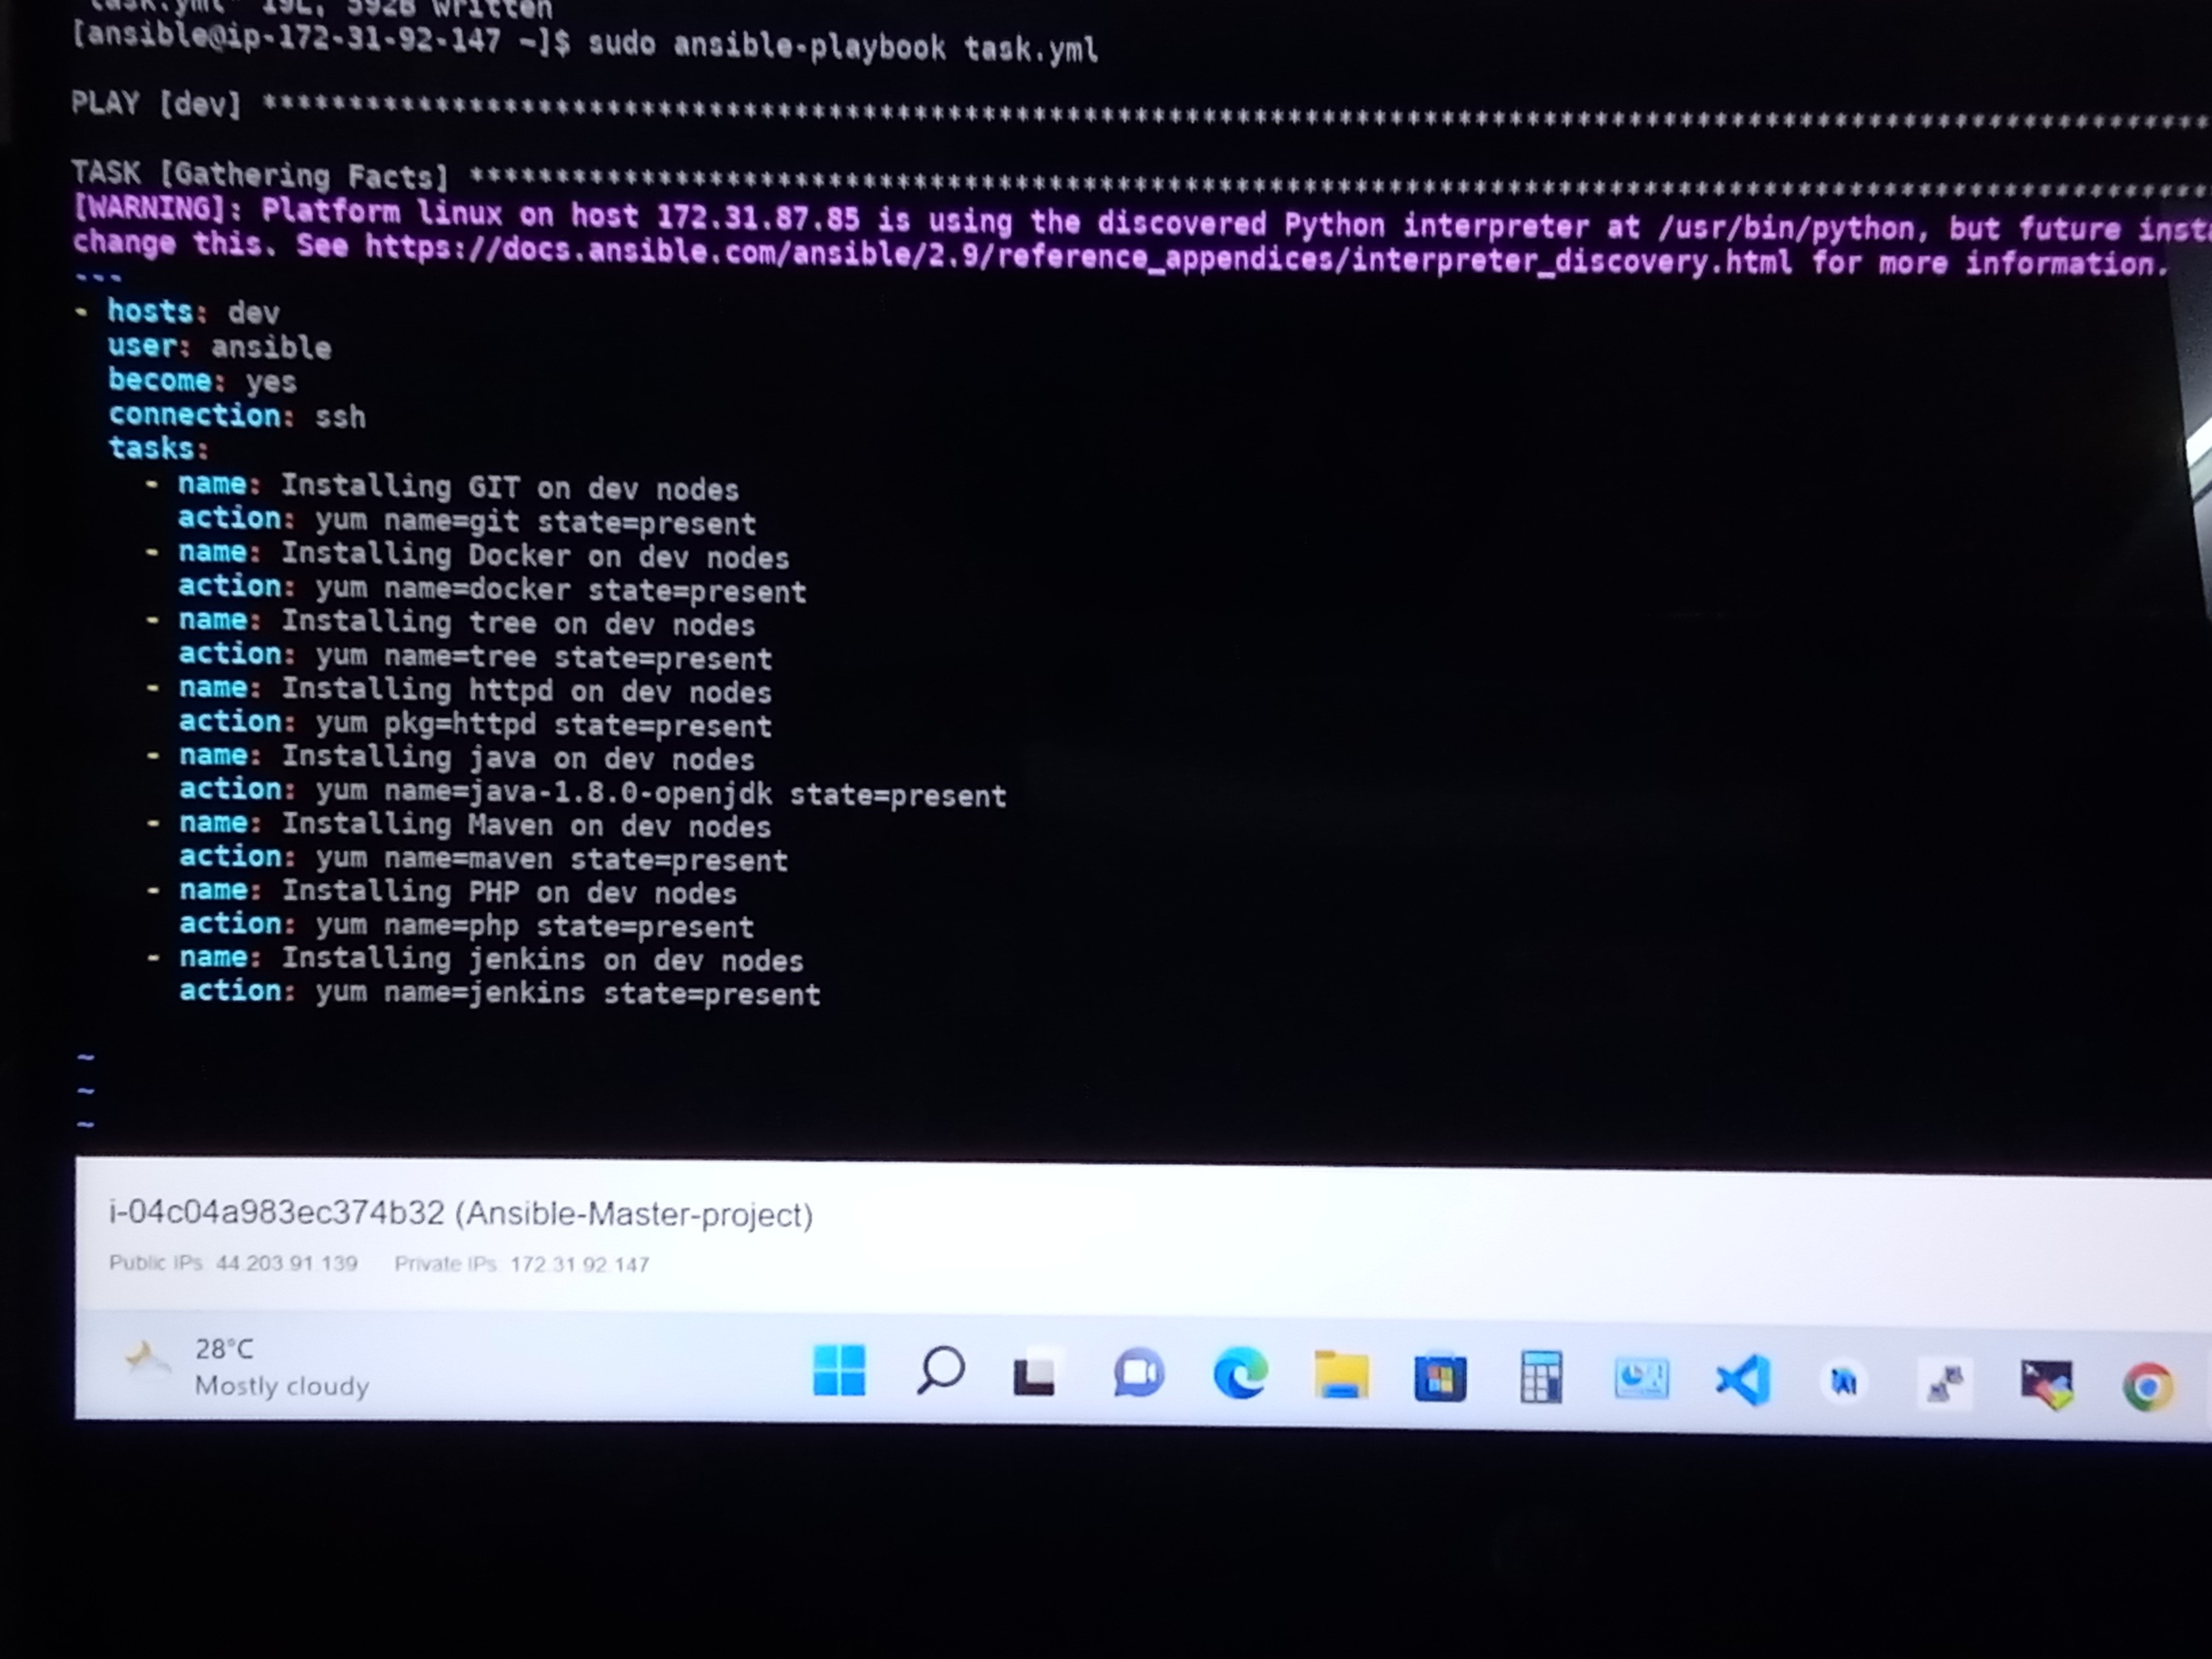 task.yml" 19L, 592B written
[ansible@ip-172-31-92-147 ~]$ sudo ansible-playbook task.yml
PLAY [dev] ****************************************************************************************************************
TASK [Gathering Facts] ****************************************************************************************************
[WARNING]: Platform linux on host 172.31.87.85 is using the discovered Python interpreter at /usr/bin/python, but future
change this. See https://docs.ansible.com/ansible/2.9/reference_appendices/interpreter_discovery.html for more information.
---
- hosts: dev
  user: ansible
  become: yes
  connection: ssh
  tasks:
    - name: Installing GIT on dev nodes
      action: yum name=git state=present
    - name: Installing Docker on dev nodes
      action: yum name=docker state=present
    - name: Installing tree on dev nodes
      action: yum name=tree state=present
    - name: Installing httpd on dev nodes
      action: yum pkg=httpd state=present
    - name: Installing java on dev nodes
      action: yum name=java-1.8.0-openjdk state=present
    - name: Installing Maven on dev nodes
      action: yum name=maven state=present
    - name: Installing PHP on dev nodes
      action: yum name=php state=present
    - name: Installing jenkins on dev nodes
      action: yum name=jenkins state=present
~
~
~
i-04c04a983ec374b32 (Ansible-Master-project)
Public IPs 44.203.91.139 Private IPs 172.31.92.147
28°C
Mostly cloudy